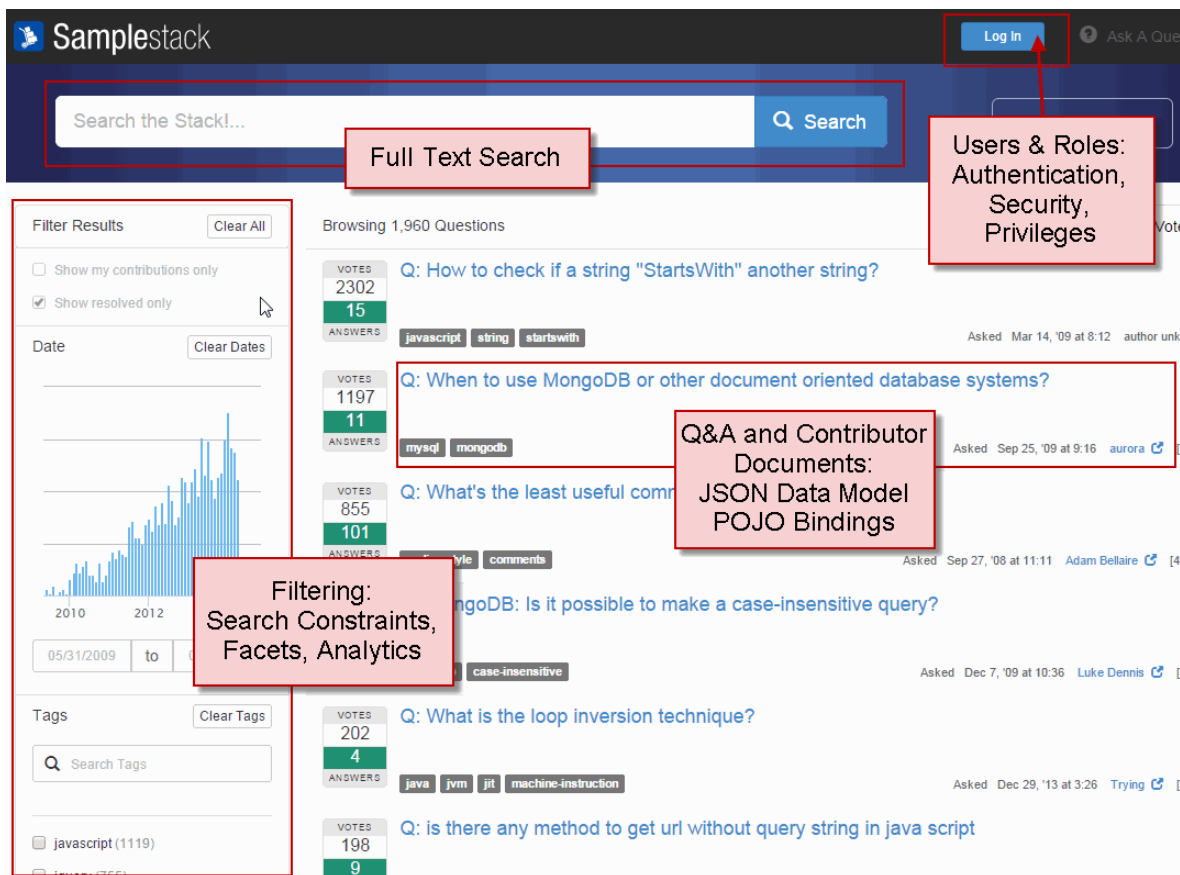 Samplestack
Log In
Ask A Que
Search the Stack!...
Search
Full Text Search
Users & Roles:
Authentication,
Security,
Privileges
Filter Results
Clear All
Show my contributions only
Show resolved only
Date
Clear Dates
2010
2012
05/31/2009
to
Filtering:
Search Constraints,
Facets, Analytics
Tags
Clear Tags
Search Tags
javascript (1119)
Browsing 1,960 Questions
Vote
VOTES
2302
15
ANSWERS
Q: How to check if a string "StartsWith" another string?
javascript string startswith
Asked Mar 14, '09 at 8:12 author unk
VOTES
1197
11
ANSWERS
Q: When to use MongoDB or other document oriented database systems?
mysql mongodb
Asked Sep 25, '09 at 9:16 aurora [
Q&A and Contributor
Documents:
JSON Data Model
POJO Bindings
VOTES
855
101
ANSWERS
Q: What's the least useful comm
comments
Asked Sep 27, '08 at 11:11 Adam Bellaire [4
ngoDB: Is it possible to make a case-insensitive query?
case-insensitive
Asked Dec 7, '09 at 10:36 Luke Dennis [
VOTES
202
4
ANSWERS
Q: What is the loop inversion technique?
java jvm jit machine-instruction
Asked Dec 29, '13 at 3:26 Trying [
VOTES
198
9
Q: is there any method to get url without query string in java script